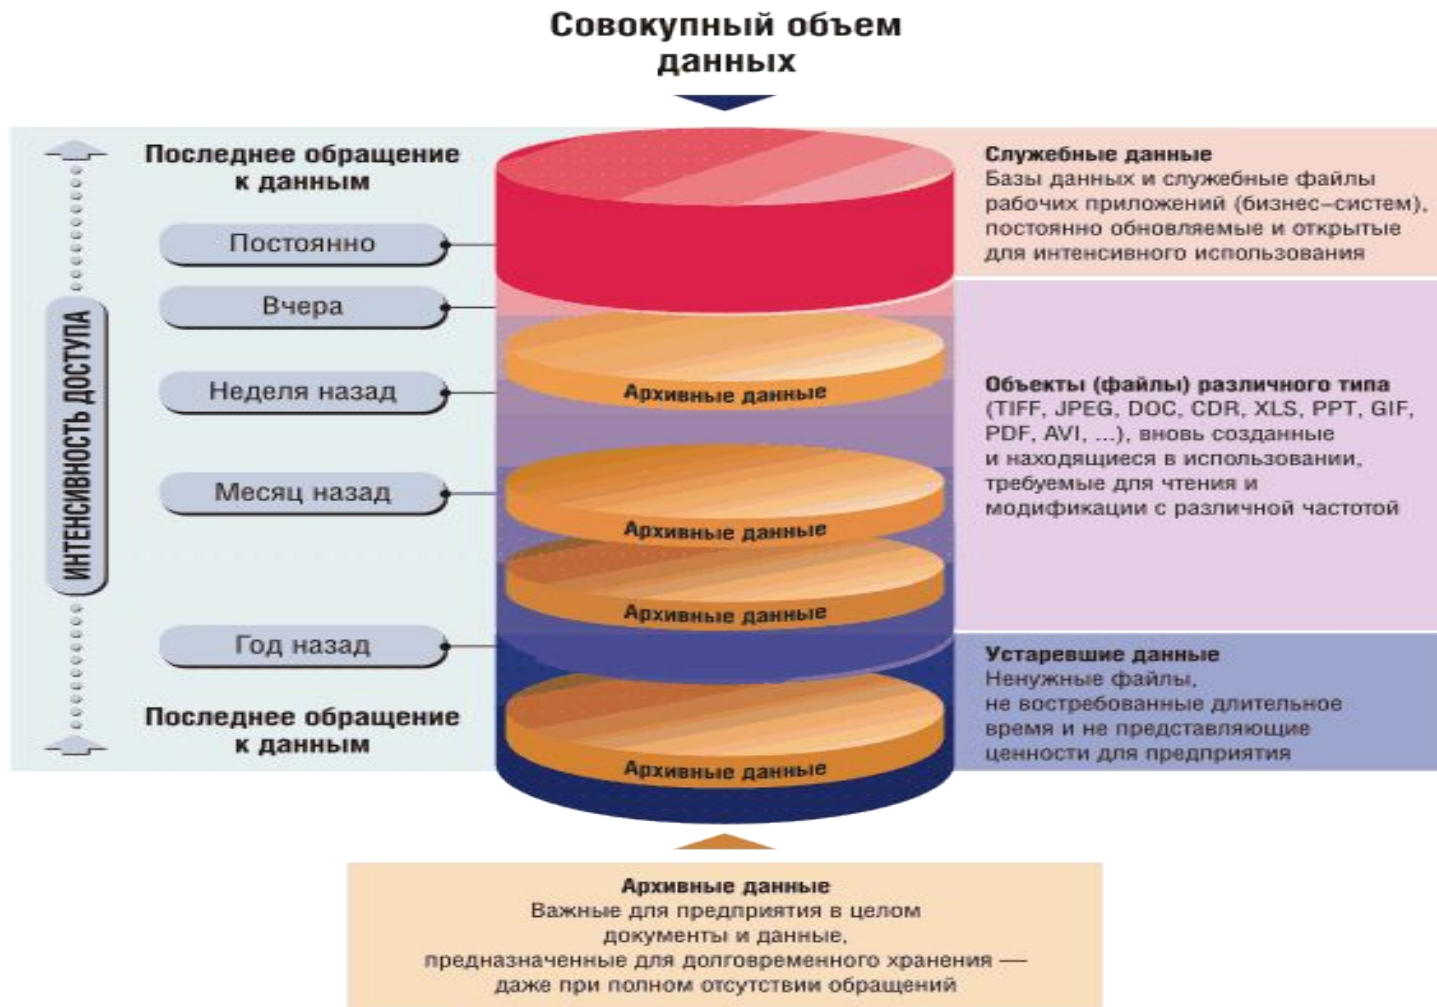 Совокупный объем
данных
Последнее обращение
к данным
Постоянно
Вчера
Неделя назад
Месяц назад
Год назад
Последнее обращение
к данным
ИНТЕНСИВНОСТЬ ДОСТУПА
Архивные данные
Архивные данные
Архивные данные
Архивные данные
Служебные данные
Базы данных и служебные файлы
рабочих приложений (бизнес–систем),
постоянно обновляемые и открытые
для интенсивного использования
Объекты (файлы) различного типа
(TIFF, JPEG, DOC, CDR, XLS, PPT, GIF,
PDF, AVI, ...), вновь созданные
и находящиеся в использовании,
требуемые для чтения и
модификации с различной частотой
Устаревшие данные
Ненужные файлы,
не востребованные длительное
время и не представляющие
ценности для предприятия
Архивные данные
Важные для предприятия в целом
документы и данные,
предназначенные для долговременного хранения —
даже при полном отсутствии обращений